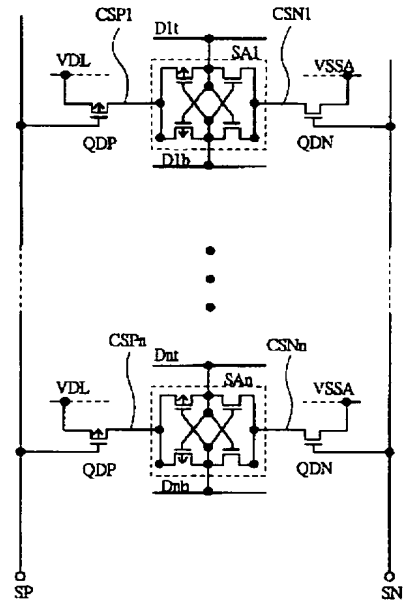 CSP1 D1t CSN1
VDL SA1 VSSA
QDP QDN
D1b
CSPn Dnt CSNn
VDL SAn VSSA
QDP QDN
Dnb
SP SN